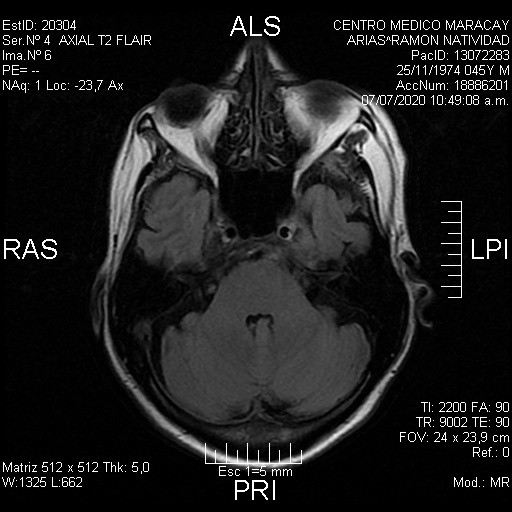 EstID: 20304
Ser.Nº 4 AXIAL T2 FLAIR
Ima.Nº 6
PE= --
NAq: 1 Loc: -23,7 Ax
ALS
CENTRO MEDICO MARACAY
ARIAS^RAMON NATIVIDAD
PacID: 13072283
25/11/1974 045Y M
AccNum: 18886201
07/07/2020 10:49:08 a.m.
RAS
LPI
TI: 2200 FA: 90
TR: 9002 TE: 90
FOV: 24 x 23,9 cm
Ref.: 0
Matriz 512 x 512 Thk: 5,0
W:1325 L:662
Esc 1=5 mm
PRI
Mod.: MR